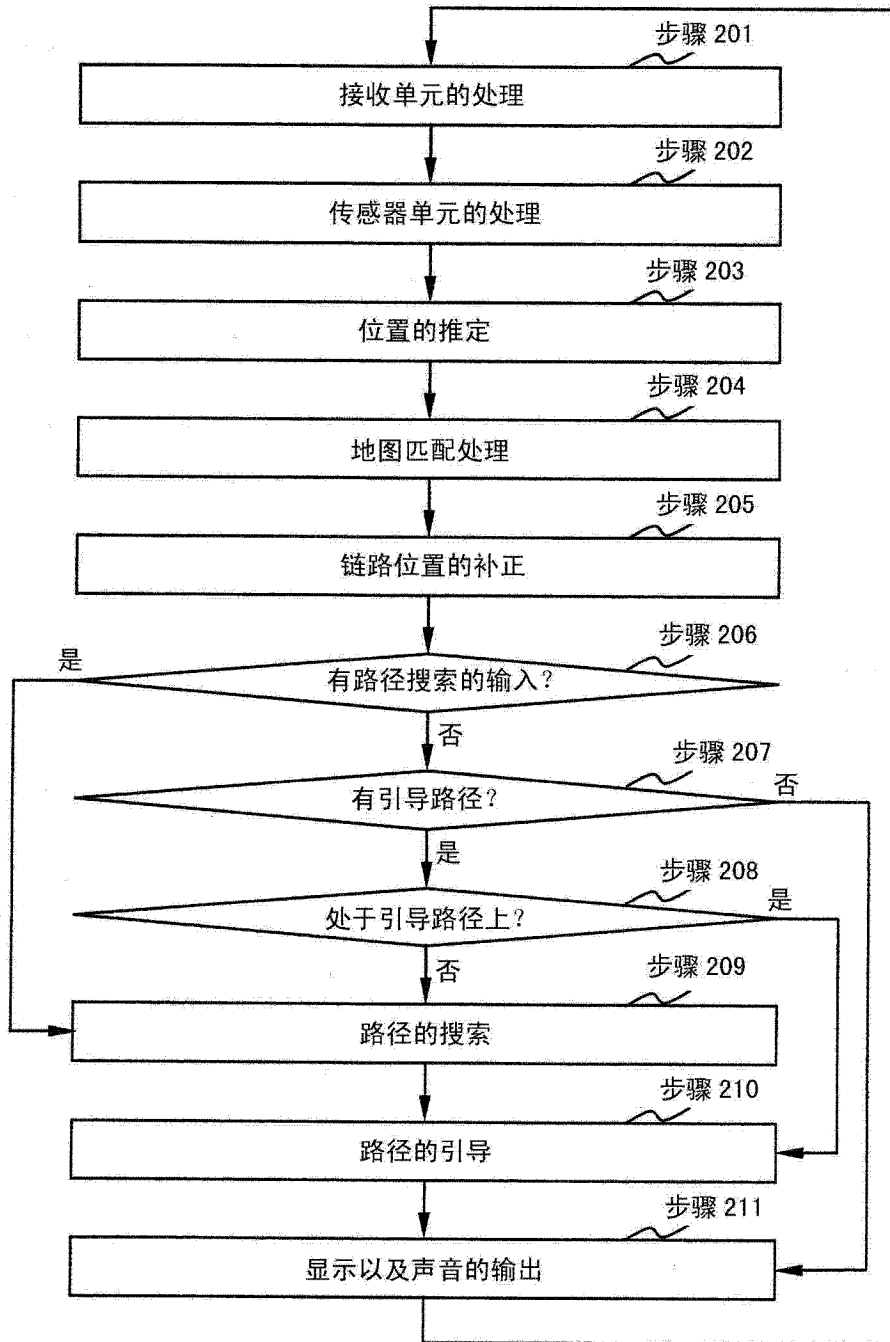 步骤 201
接收单元的处理
步骤 202
传感器单元的处理
步骤 203
位置的推定
步骤 204
地图匹配处理
步骤 205
链路位置的补正
步骤 206
是
有路径搜索的输入?
否
步骤 207
有引导路径?
否
是
步骤 208
处于引导路径上?
是
否
步骤 209
路径的搜索
步骤 210
路径的引导
步骤 211
显示以及声音的输出